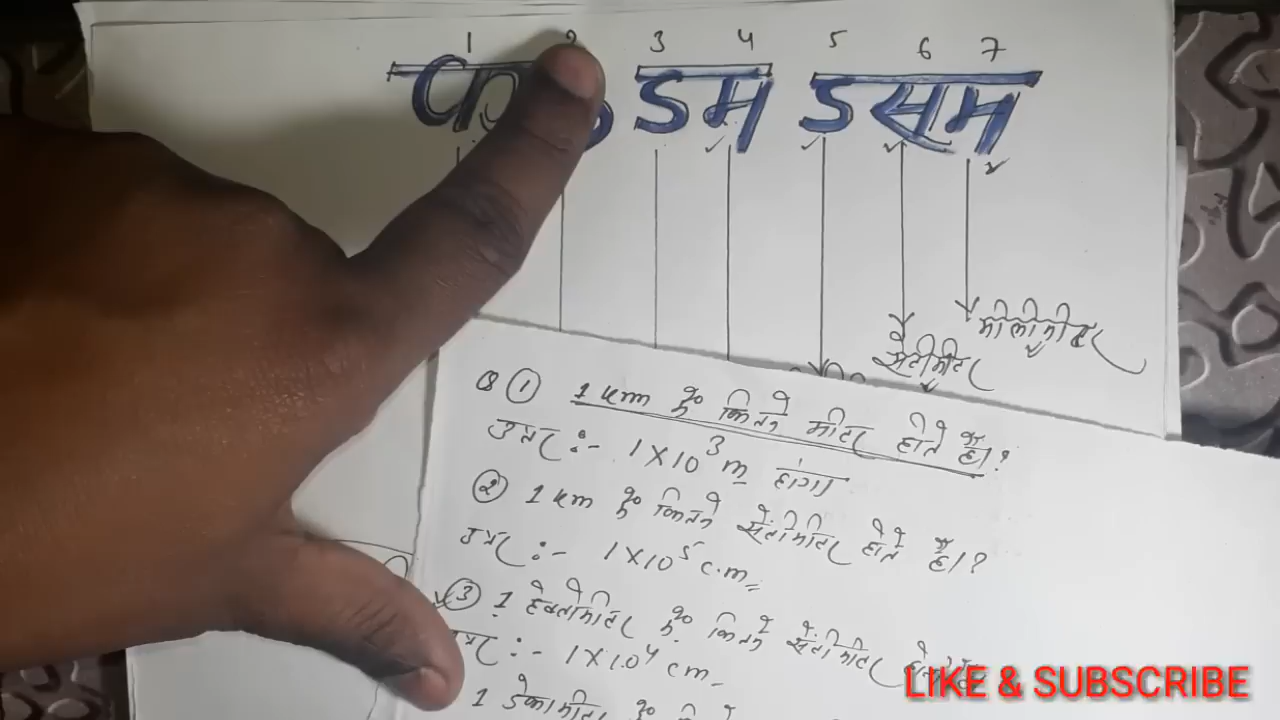 1 2 3 4 5 6 7
डम डसम
मीलीमीटर
सेंटीमीटर
Q ① 1 km में कितने मीटर होते है।?
उत्तर :- 1×10³ m होगा
② 1 km में कितने सेंतीमीटर होते है।?
उत्तर :- 1×10⁵ c.m
③ 1 हेक्तोमीटर में कितने सेंतीमीटर
:- 1×10⁴ cm
1 डेकामीटर
LIKE & SUBSCRIBE